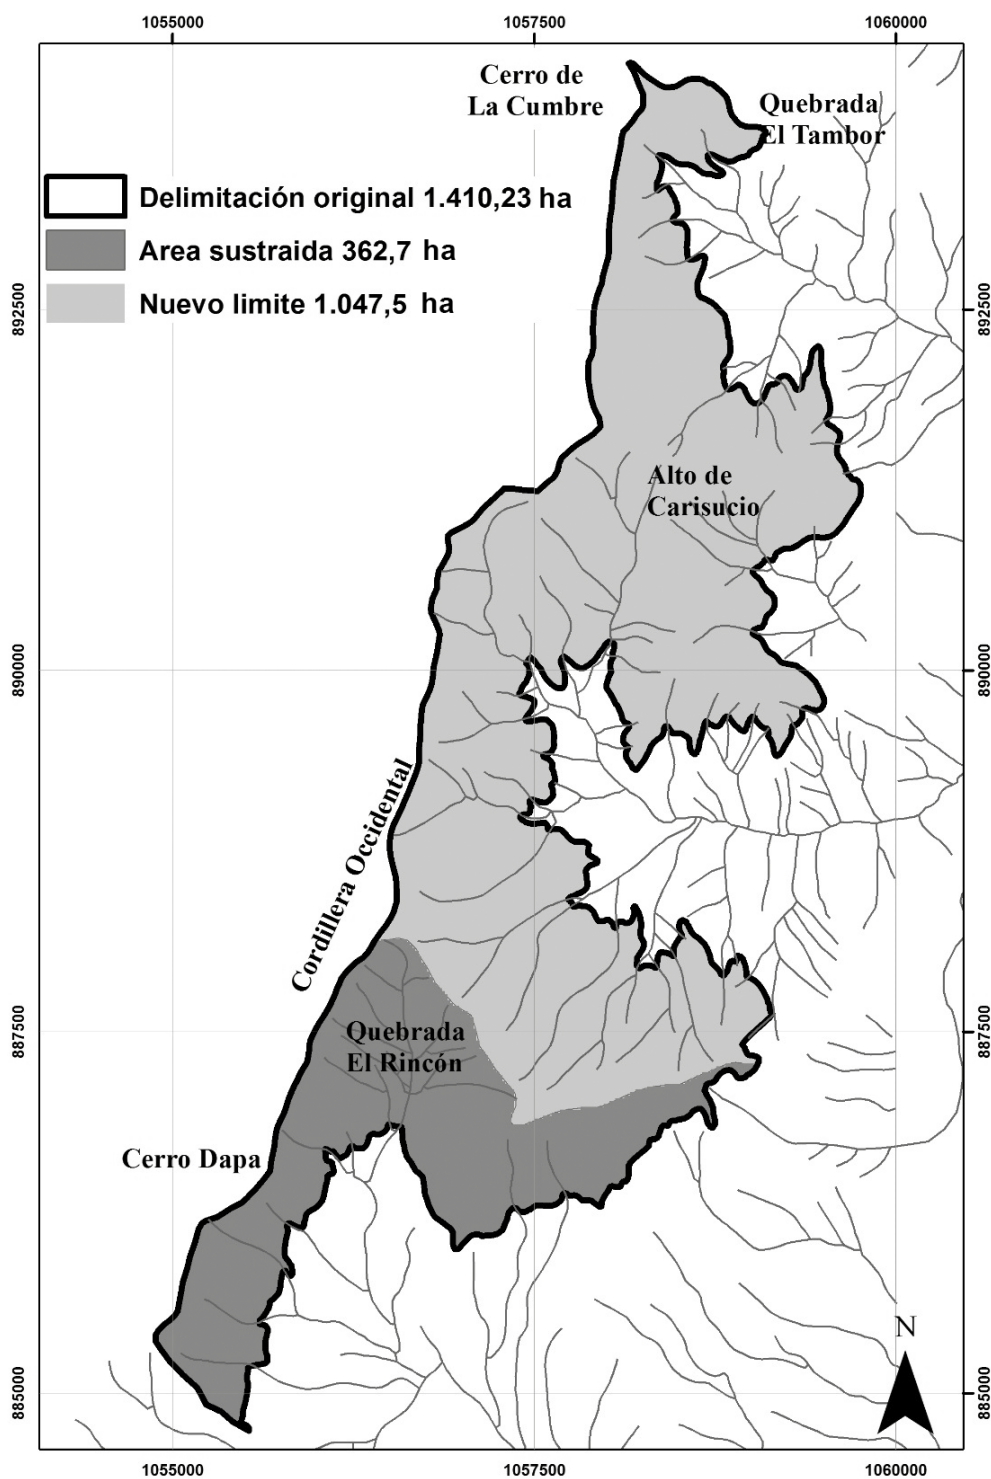 1055000 1057500 1060000
Cerro de
La Cumbre
Quebrada
El Tambor
Delimitación original 1.410,23 ha
Area sustraida 362,7 ha
Nuevo limite 1.047,5 ha
892500 892500
Alto de
Carisucio
890000 890000
Cordillera Occidental
887500 887500
Quebrada
El Rincón
Cerro Dapa
N
885000 885000
1055000 1057500 1060000